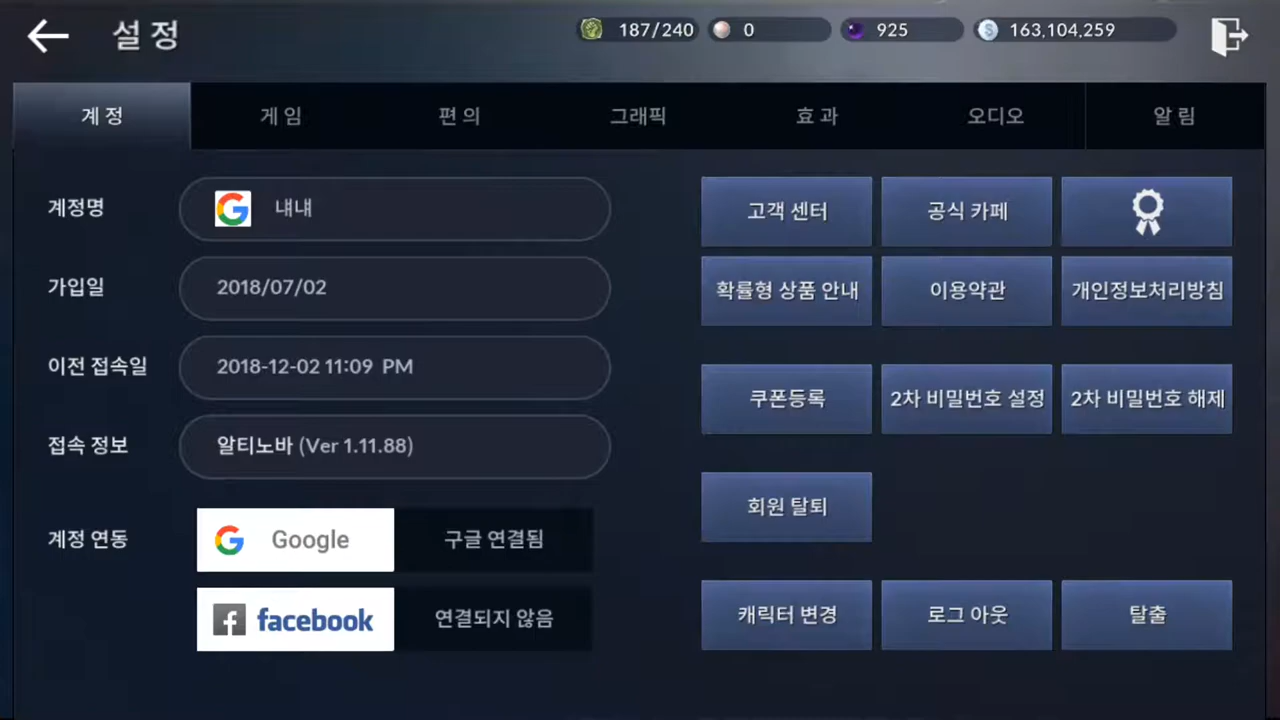 설정
187/240
0
925
163,104,259
계정
게임
편의
그래픽
효과
오디오
알림
계정명
냬냬
가입일
2018/07/02
이전 접속일
2018-12-02 11:09 PM
접속 정보
알티노바 (Ver 1.11.88)
계정 연동
Google
구글 연결됨
facebook
연결되지 않음
고객 센터
공식 카페
확률형 상품 안내
이용약관
개인정보처리방침
쿠폰등록
2차 비밀번호 설정
2차 비밀번호 해제
회원 탈퇴
캐릭터 변경
로그 아웃
탈출